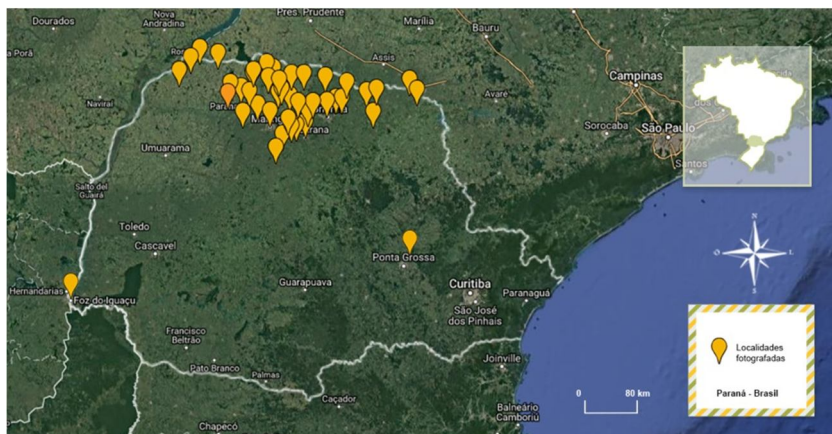 Dourados
Nova
Andradina
Pres. Prudente
Marília
Bauru
Assis
Campinas
Avaré
Naviraí
Sorocaba
São Paulo
Santos
Umuarama
Salto del
Guairá
Toledo
Cascavel
Ponta Grossa
Hernandarias
Foz do Iguaçu
Guarapuava
Curitiba
Paranaguá
São José
dos Pinhais
Francisco
Beltrão
Pato Branco
Palmas
Joinville
Caçador
Balneário
Camboriú
Chapecó
N
O
L
S
Localidades
fotografadas
Paraná - Brasil
0 80 km